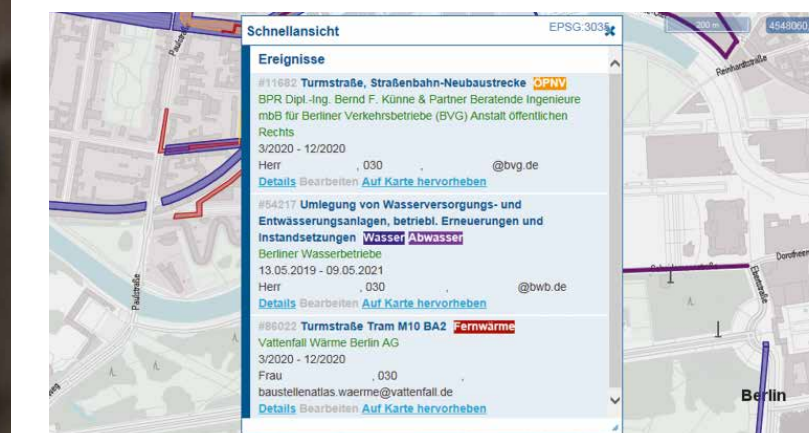 Schnellansicht
EPSG:3035
Ereignisse
#11682 Turmstraße, Straßenbahn-Neubaustrecke ÖPNV
BPR Dipl.-Ing. Bernd F. Künne & Partner Beratende Ingenieure
mbB für Berliner Verkehrsbetriebe (BVG) Anstalt öffentlichen
Rechts
3/2020 - 12/2020
Herr , 030 , @bvg.de
Details Bearbeiten Auf Karte hervorheben
#54217 Umlegung von Wasserversorgungs- und
Entwässerungsanlagen, betriebl. Erneuerungen und
Instandsetzungen Wasser Abwasser
Berliner Wasserbetriebe
13.05.2019 - 09.05.2021
Herr , 030 , @bwb.de
Details Bearbeiten Auf Karte hervorheben
#86022 Turmstraße Tram M10 BA2 Fernwärme
Vattenfall Wärme Berlin AG
3/2020 - 12/2020
Frau , 030 ,
baustellenatlas.waerme@vattenfall.de
Details Bearbeiten Auf Karte hervorheben
Paulstraße
Paulstraße
200 m
4548060
Reinhardtstraße
Ebertstraße
Berlin